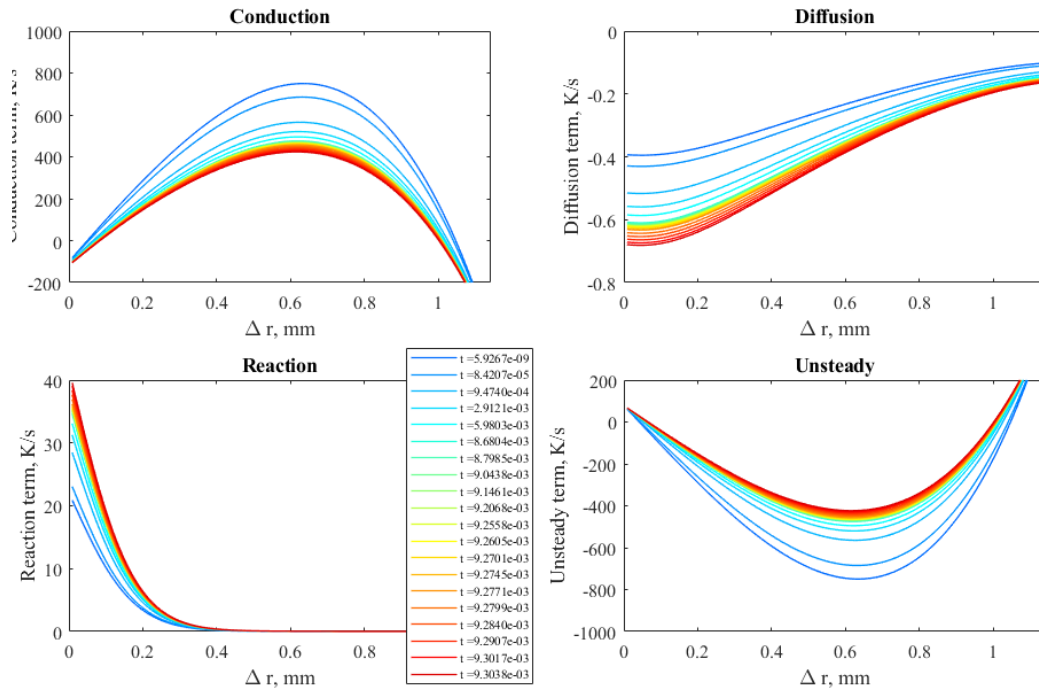 Conduction
1000
800
600
400
200
0
-200
0 0.2 0.4 0.6 0.8 1
Δ r, mm
Diffusion
Diffusion term, K/s
0
-0.2
-0.4
-0.6
-0.8
0 0.2 0.4 0.6 0.8 1
Δ r, mm
Reaction
Reaction term, K/s
40
30
20
10
0
0 0.2 0.4 0.6 0.8
Δ r, mm
t =5.9267e-09
t =8.4207e-05
t =9.4740e-04
t =2.9121e-03
t =5.9803e-03
t =8.6804e-03
t =8.7985e-03
t =9.0438e-03
t =9.1461e-03
t =9.2068e-03
t =9.2558e-03
t =9.2605e-03
t =9.2701e-03
t =9.2745e-03
t =9.2771e-03
t =9.2799e-03
t =9.2840e-03
t =9.2907e-03
t =9.3017e-03
t =9.3038e-03
Unsteady
Unsteady term, K/s
200
0
-200
-400
-600
-800
-1000
0 0.2 0.4 0.6 0.8 1
Δ r, mm